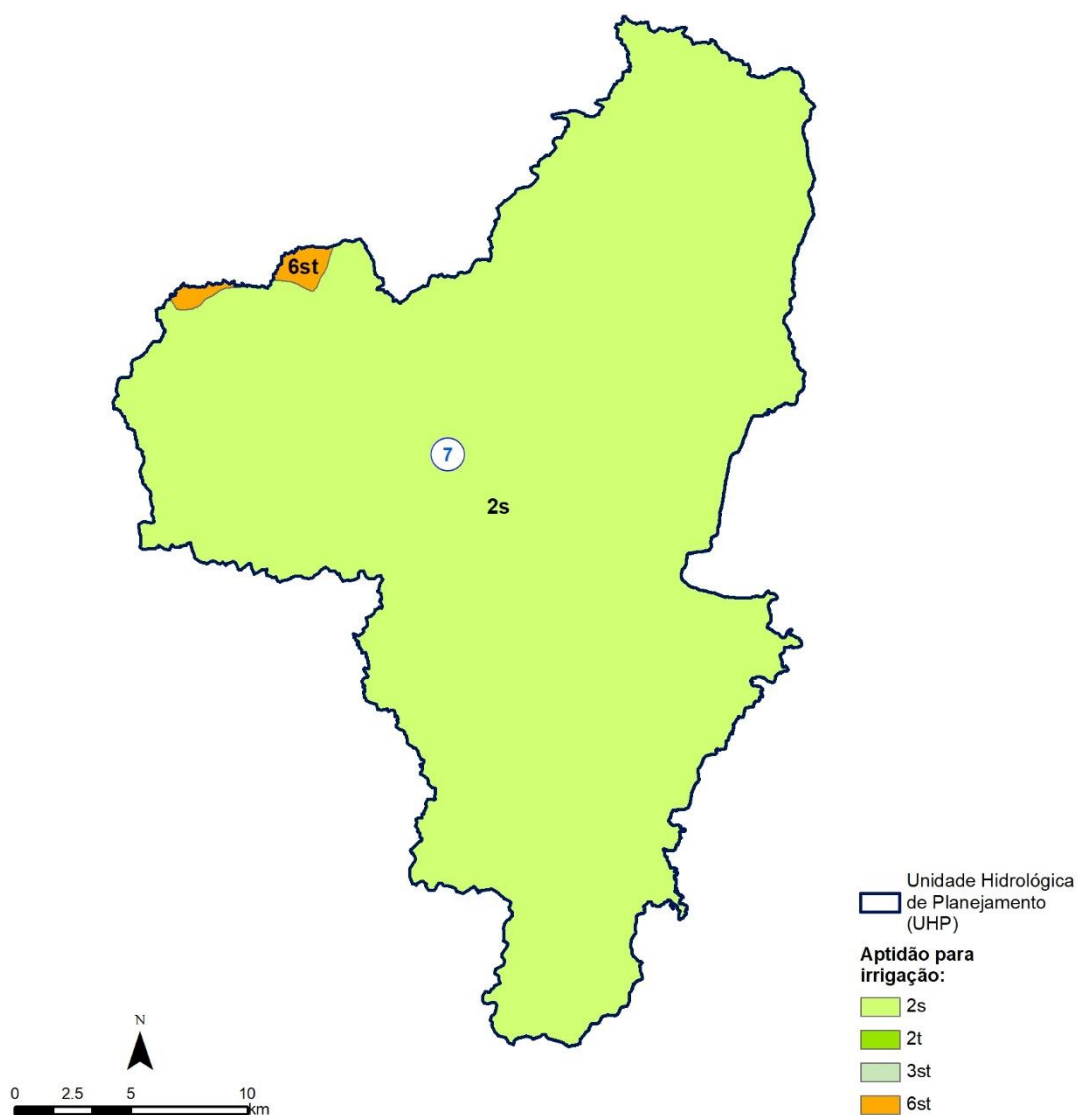 6st
7
2s
Unidade Hidrológica
de Planejamento
(UHP)
Aptidão para
irrigação:
2s
2t
3st
6st
N
0 2.5 5 10
km